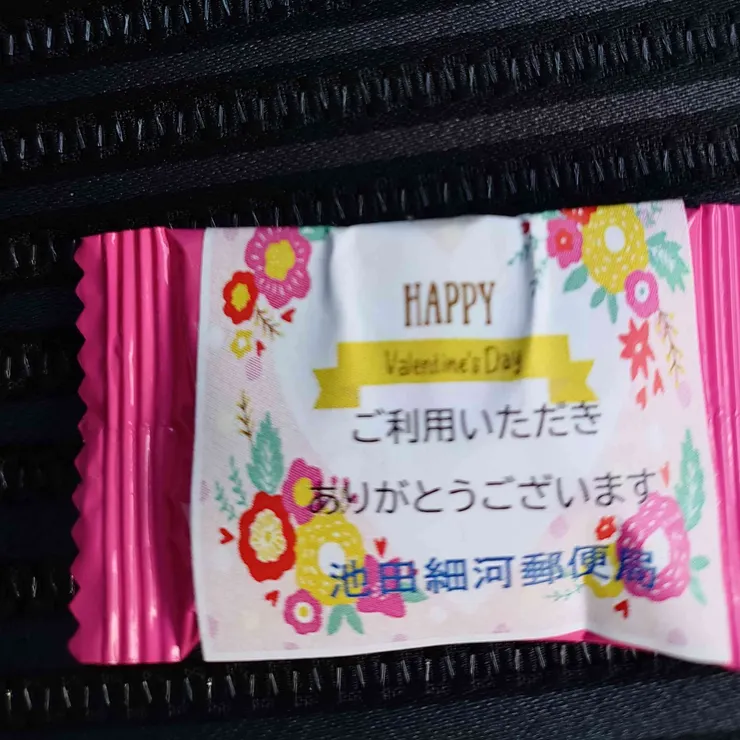 HAPPY
Valentine's Day
ご利用いただき
ありがとうございます
池田細河郵便局